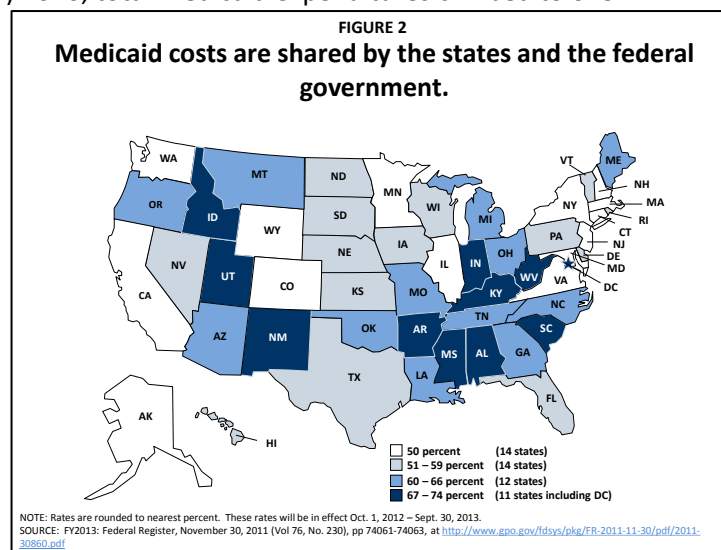 FIGURE 2
Medicaid costs are shared by the states and the federal
government.
WA
MT
ND
MN
VT
ME
OR
ID
SD
WI
MI
NY
NH
MA
WY
RI
CT
NJ
DE
MD
DC
NV
UT
NE
IA
PA
IL
IN
OH
WV
VA
CA
CO
KS
MO
KY
NC
TN
AZ
NM
OK
AR
SC
MS
AL
GA
LA
TX
FL
AK
HI
50 percent (14 states)
51 – 59 percent (14 states)
60 – 66 percent (12 states)
67 – 74 percent (11 states including DC)
NOTE: Rates are rounded to nearest percent. These rates will be in effect Oct. 1, 2012 – Sept. 30, 2013.
SOURCE: FY2013: Federal Register, November 30, 2011 (Vol 76, No. 230), pp 74061-74063, at http://www.gpo.gov/fdsys/pkg/FR-2011-11-30/pdf/2011-
30860.pdf